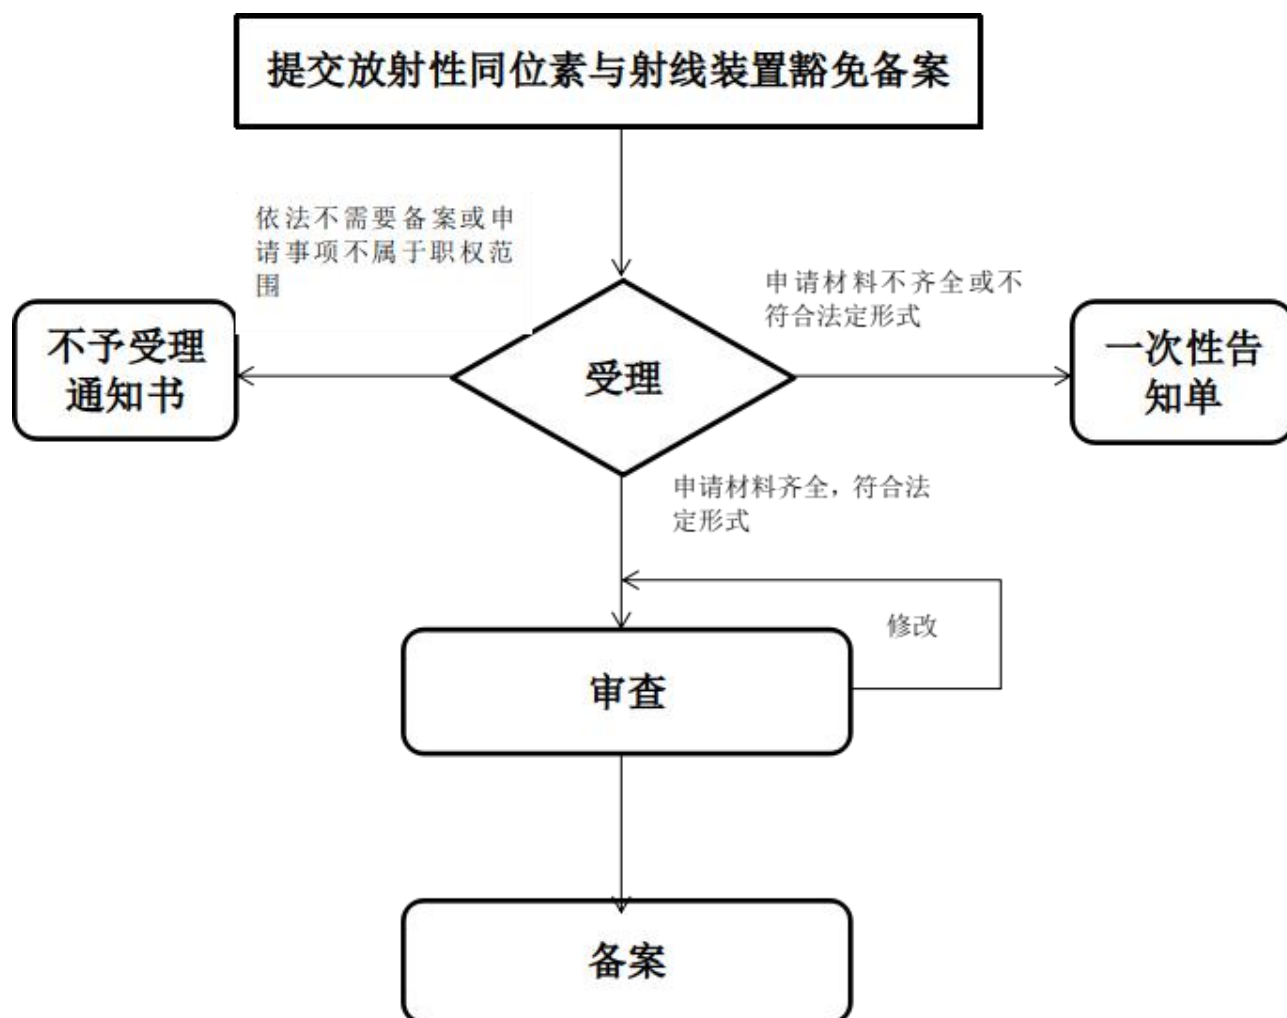 提交放射性同位素与射线装置豁免备案
依法不需要备案或申
请事项不属于职权范
围
申请材料不齐全或不
符合法定形式
不予受理
通知书
受理
一次性告
知单
申请材料齐全，符合法
定形式
修改
审查
备案